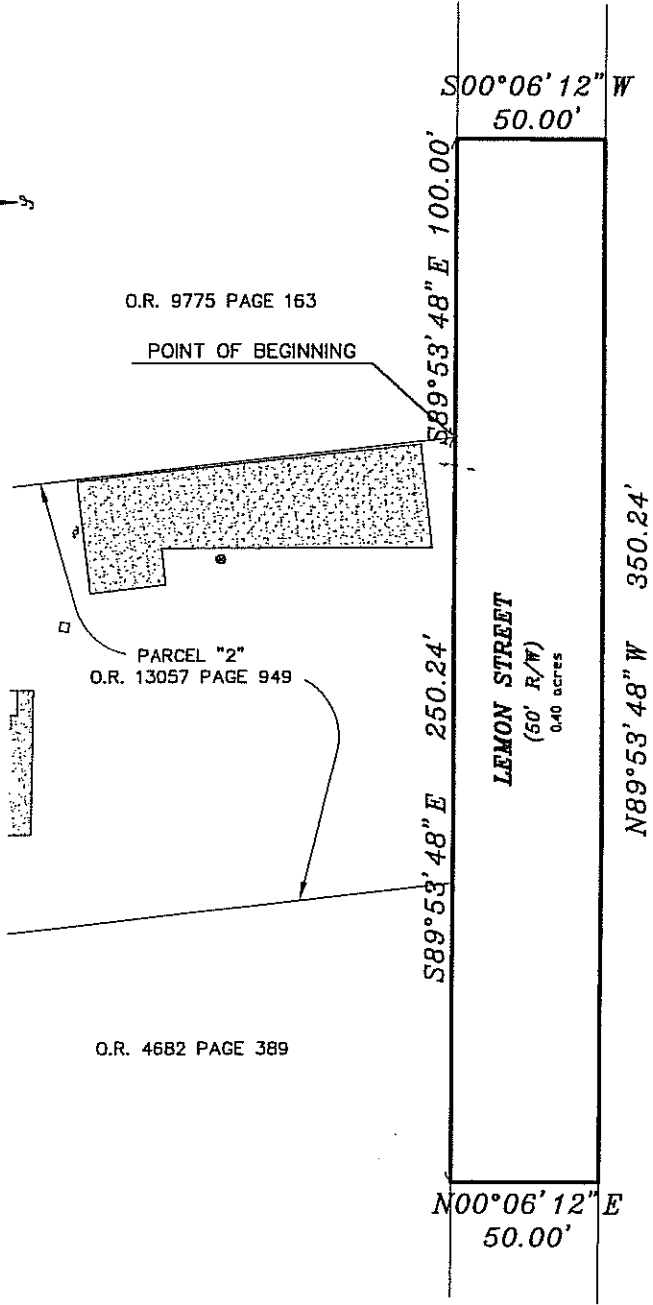 S00°06'12"W
50.00'
S89°53'48"E 100.00'
O.R. 9775 PAGE 163
POINT OF BEGINNING
LEMON STREET
(50' R/W)
0.40 acres
N89°53'48"W 350.24'
PARCEL "2"
O.R. 13057 PAGE 949
S89°53'48"E 250.24'
O.R. 4682 PAGE 389
N00°06'12"E
50.00'